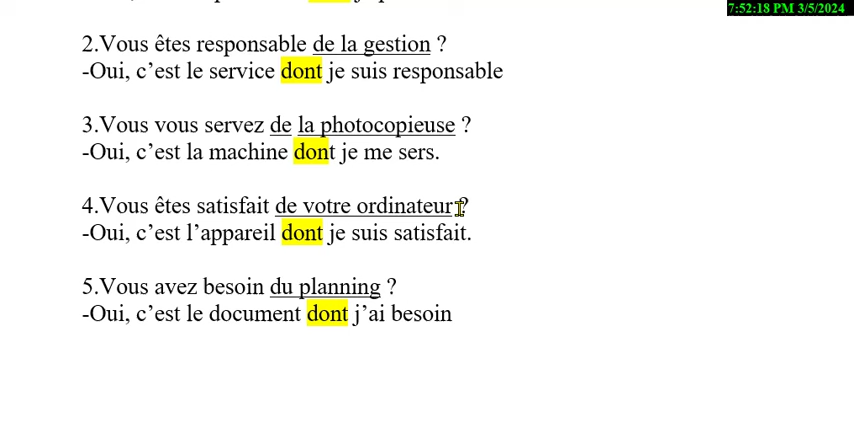 7:52:18 PM 3/5/2024
dont
2.Vous êtes responsable de la gestion ?
-Oui, c’est le service dont je suis responsable
3.Vous vous servez de la photocopieuse ?
-Oui, c’est la machine dont je me sers.
4.Vous êtes satisfait de votre ordinateur ?
-Oui, c’est l’appareil dont je suis satisfait.
5.Vous avez besoin du planning ?
-Oui, c’est le document dont j’ai besoin